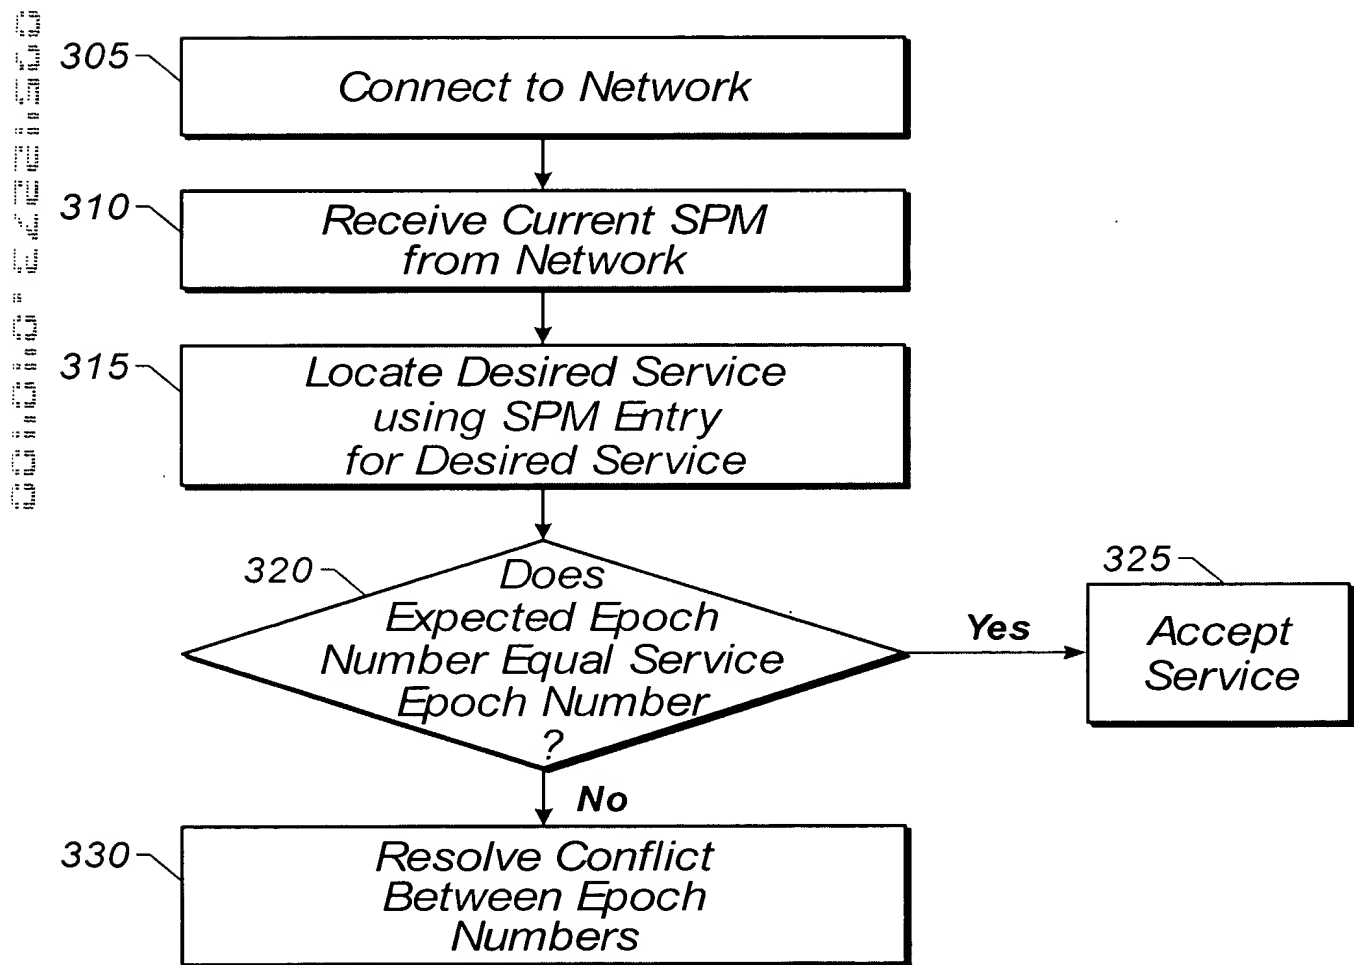 305
Connect to Network
310
Receive Current SPM
from Network
315
Locate Desired Service
using SPM Entry
for Desired Service
320
Does
Expected Epoch
Number Equal Service
Epoch Number
?
Yes
325
Accept
Service
No
330
Resolve Conflict
Between Epoch
Numbers